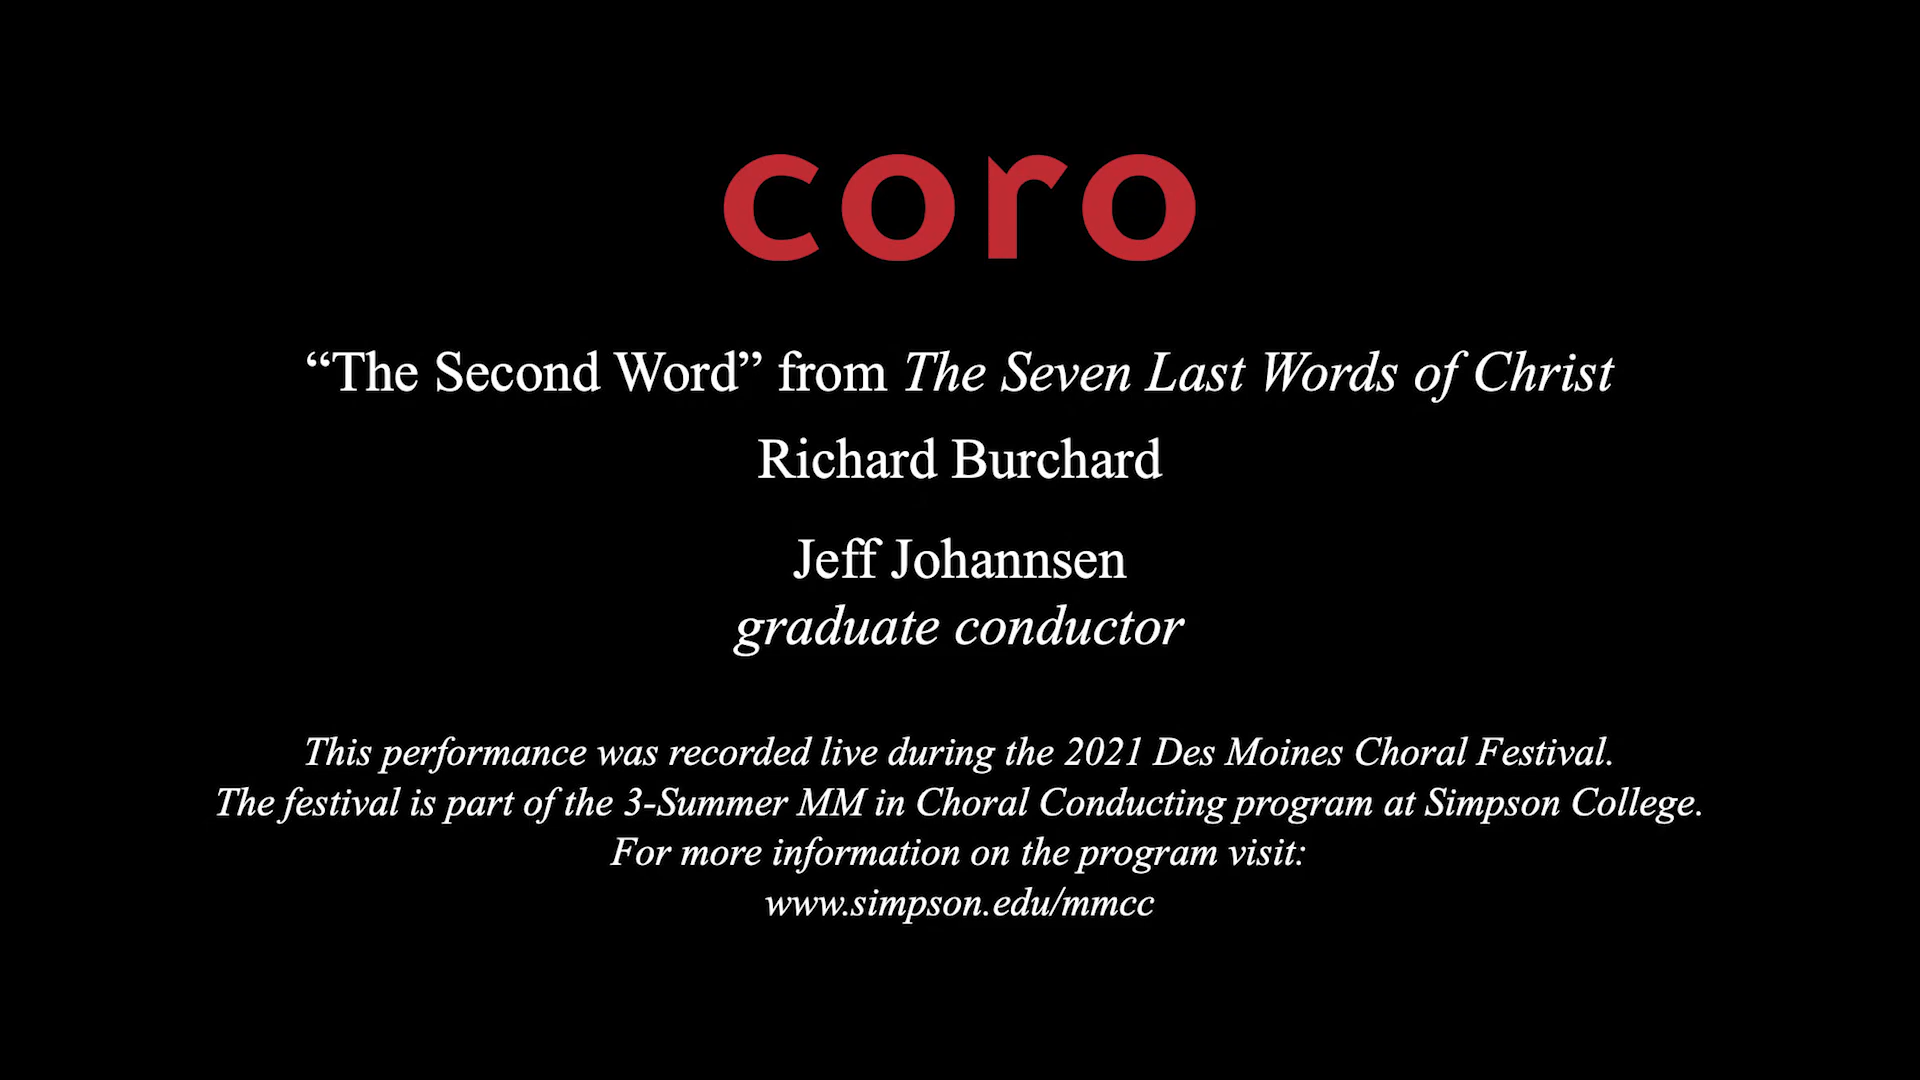 coro
“The Second Word” from The Seven Last Words of Christ
Richard Burchard
Jeff Johannsen
graduate conductor
This performance was recorded live during the 2021 Des Moines Choral Festival.
The festival is part of the 3-Summer MM in Choral Conducting program at Simpson College.
For more information on the program visit:
www.simpson.edu/mmcc